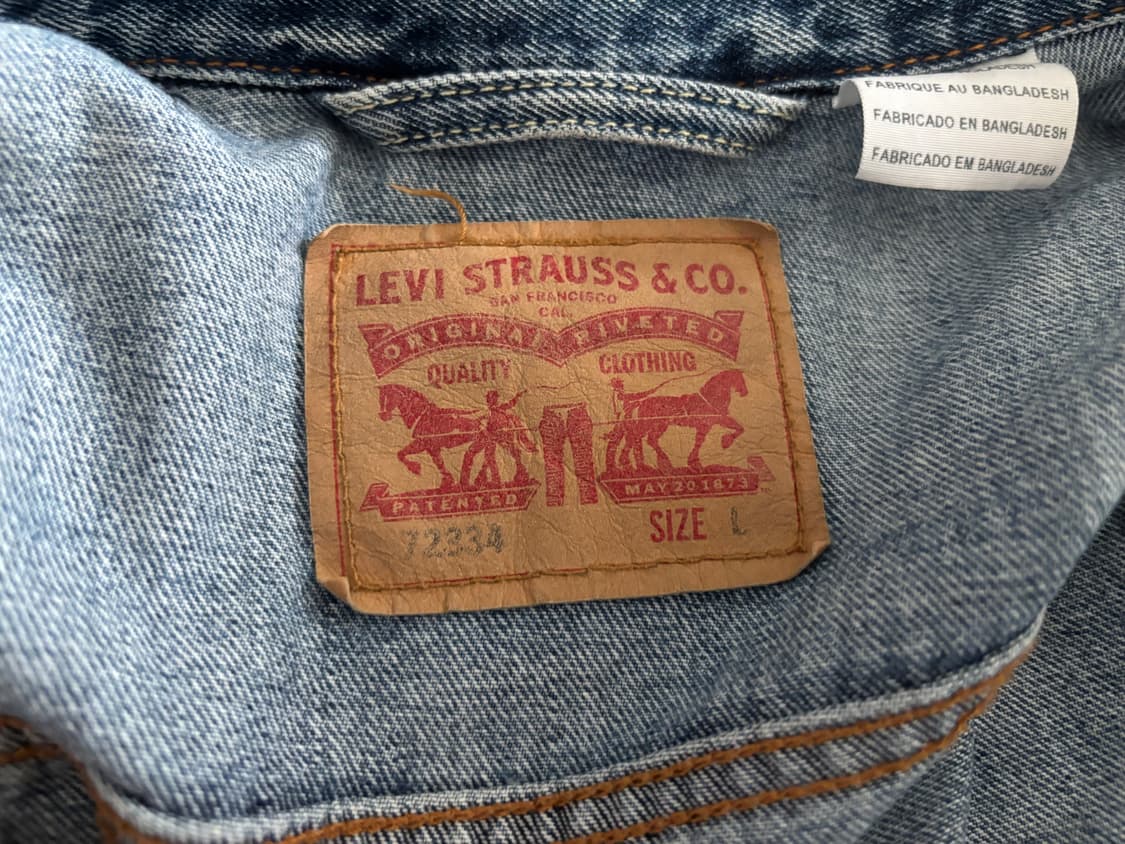 FABRIQUE AU BANGLADESH
FABRICADO EN BANGLADESH
FABRICADO EM BANGLADESH
LEVI STRAUSS & CO.
SAN FRANCISCO
CAL.
ORIGINAL RIVETED
QUALITY CLOTHING
PATENTED MAY 20 1873
72334 SIZE L